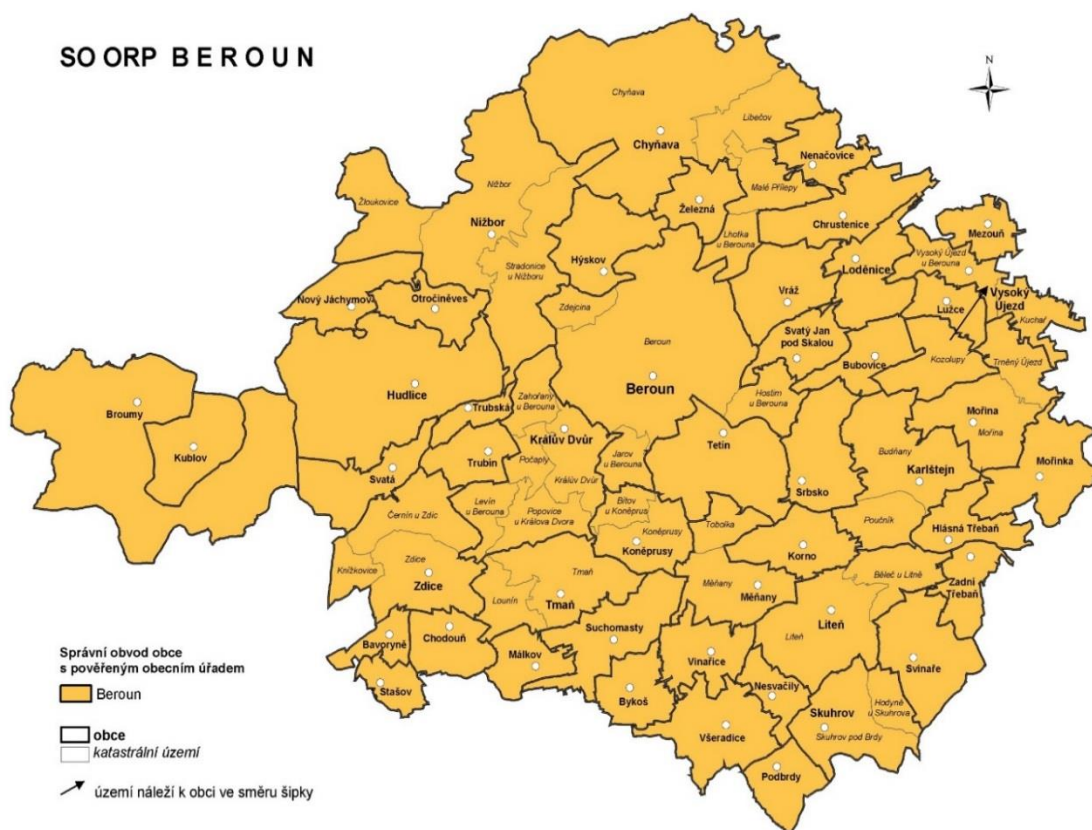 SO ORP B E R O U N
N
Chyňava
Libečov
Chyňava
Nenačovice
Malé Přílepy
Žloukovice
Nižbor
Železná
Chrustenice
Nižbor
Lhotka
u Berouna
Mezouň
Stradonice
u Nižboru
Hýskov
Loděnice
Vysoký Újezd
u Berouna
Nový Jáchymov
Otročiněves
Zdejcina
Vráž
Lužce
Vysoký
Újezd
Kuchař
Beroun
Svatý Jan
pod Skalou
Bubovice
Kozolupy
Trněný Újezd
Beroun
Hudlice
Broumy
Zahořany
u Berouna
Hostim
u Berouna
Trubská
Mořina
Mořina
Králův Dvůr
Tetín
Kublov
Trubín
Počaply
Jarov
u Berouna
Budňany
Karlštejn
Mořinka
Svatá
Králův Dvůr
Srbsko
Levín
u Berouna
Bítov
u Koněprus
Černín u Zdic
Popovice
u Králova Dvora
Koněprusy
Tobolka
Poučník
Hlásná Třebaň
Koněprusy
Korno
Zdice
Knížkovice
Zdice
Tmaň
Měňany
Běleč u Litně
Zadní
Třebaň
Měňany
Tmaň
Lounín
Liteň
Suchomasty
Bavoryně
Chodouň
Liteň
Málkov
Vinařice
Svinaře
Stašov
Bykoš
Nesvačily
Hodyně
u Skuhrova
Skuhrov
Všeradice
Skuhrov pod Brdy
Podbrdy
Správní obvod obce
s pověřeným obecním úřadem
Beroun
obce
katastrální území
území náleží k obci ve směru šipky